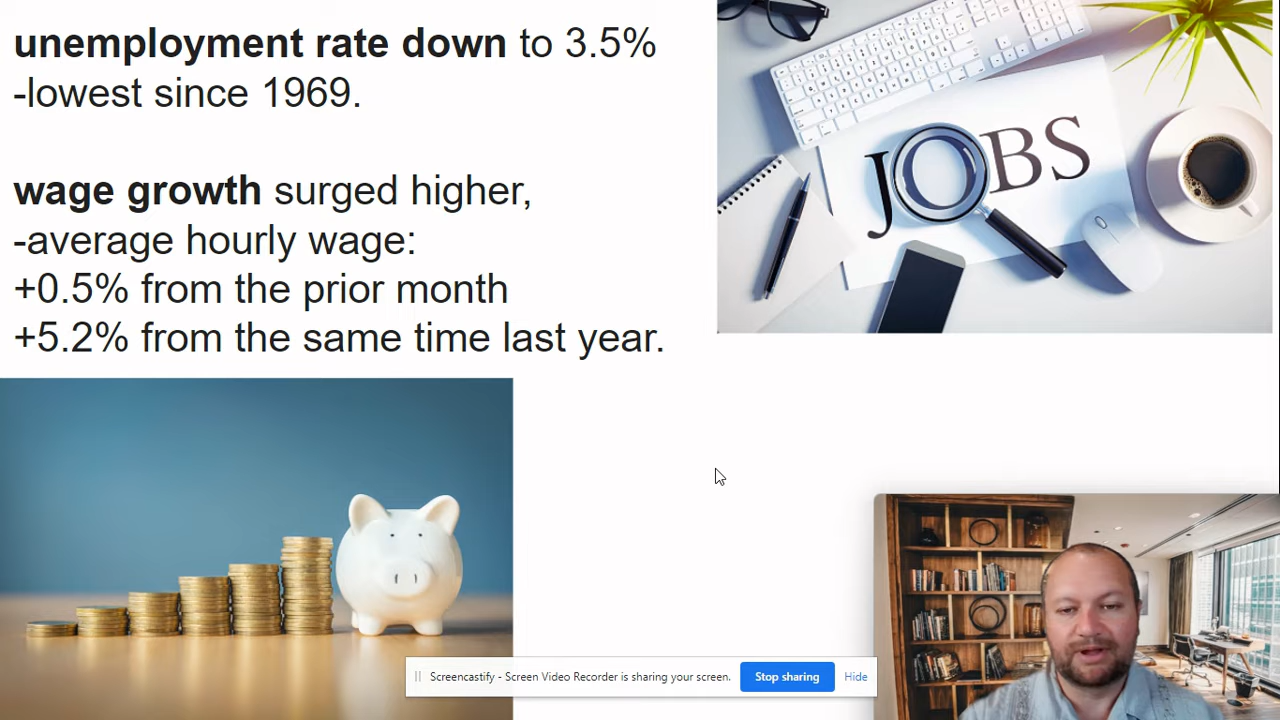 unemployment rate down to 3.5%
-lowest since 1969.
wage growth surged higher,
-average hourly wage:
+0.5% from the prior month
+5.2% from the same time last year.
JOBS
Screencastify - Screen Video Recorder is sharing your screen.
Stop sharing
Hide